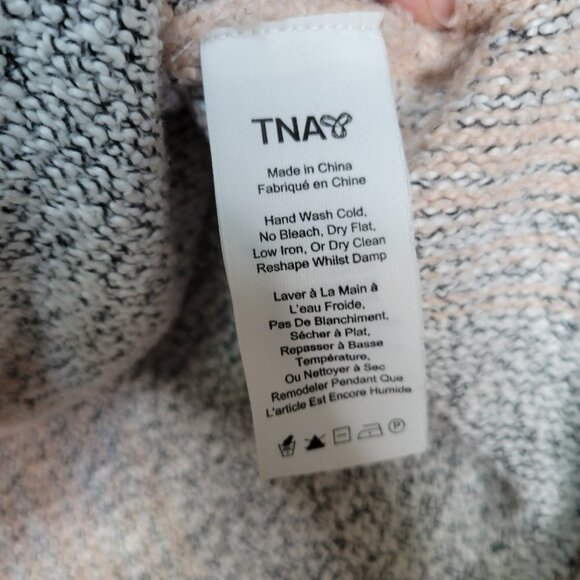 TNA
Made in China
Fabriqué en Chine
Hand Wash Cold,
No Bleach, Dry Flat,
Low Iron, Or Dry Clean
Reshape Whilst Damp
Laver à La Main à
L'eau Froide,
Pas De Blanchiment,
Sécher à Plat,
Repasser à Basse
Température,
Ou Nettoyer à Sec
Remodeler Pendant Que
L'article Est Encore Humide
P